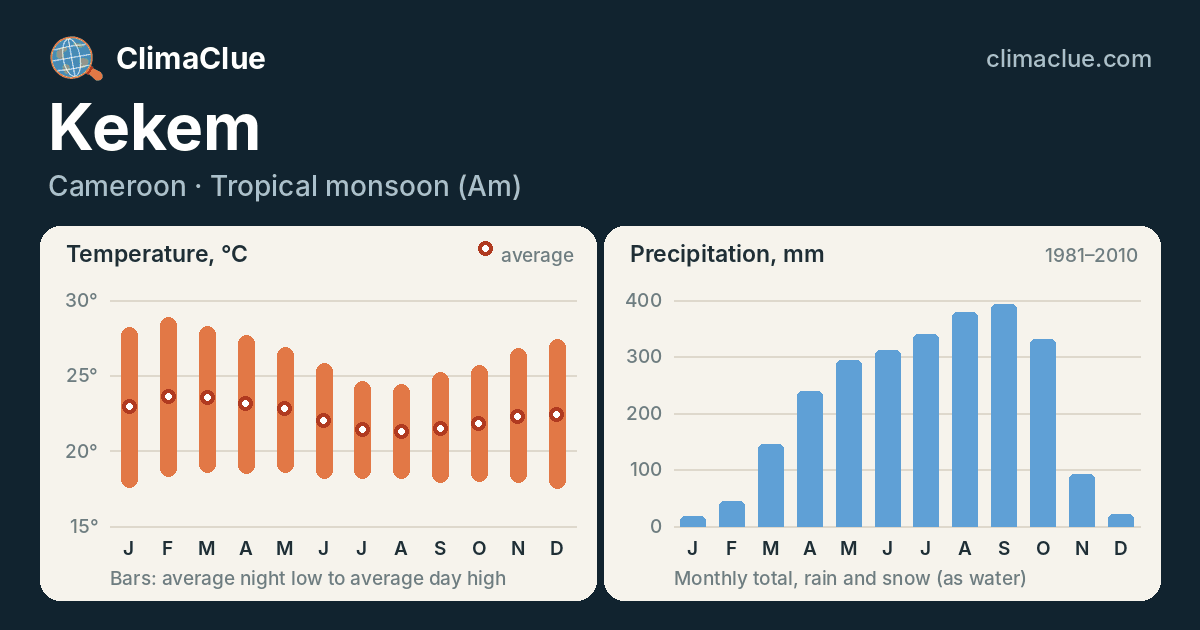 ClimaClue
climaclue.com
Kekem
Cameroon · Tropical monsoon (Am)
Temperature, °C
average
30°
25°
20°
15°
J F M A M J J A S O N D
Bars: average night low to average day high
Precipitation, mm
1981–2010
400
300
200
100
0
J F M A M J J A S O N D
Monthly total, rain and snow (as water)